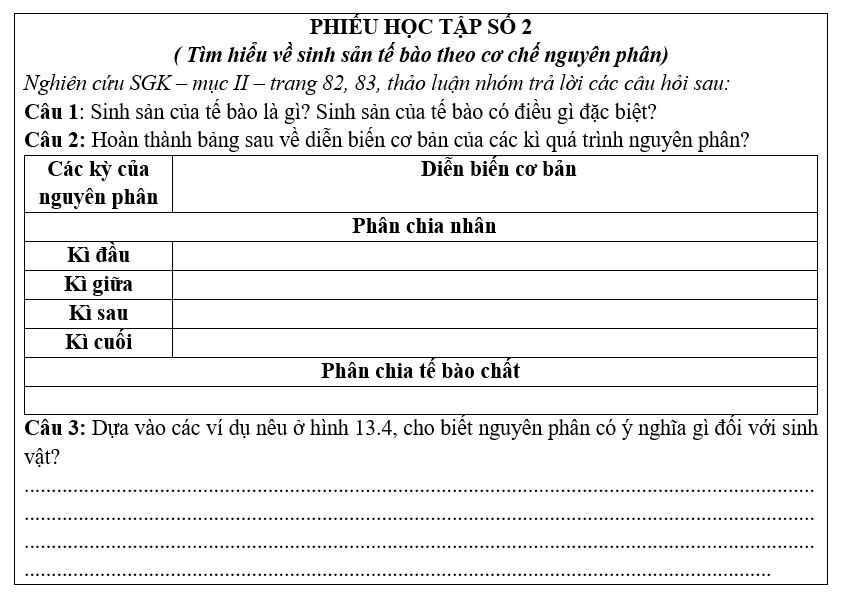 PHIẾU HỌC TẬP SỐ 2
( Tìm hiểu về sinh sản tế bào theo cơ chế nguyên phân)
Nghiên cứu SGK – mục II – trang 82, 83, thảo luận nhóm trả lời các câu hỏi sau:
Câu 1: Sinh sản của tế bào là gì? Sinh sản của tế bào có điều gì đặc biệt?
Câu 2: Hoàn thành bảng sau về diễn biến cơ bản của các kì quá trình nguyên phân?
Các kỳ của nguyên phân
Diễn biến cơ bản
Phân chia nhân
Kì đầu
Kì giữa
Kì sau
Kì cuối
Phân chia tế bào chất
Câu 3: Dựa vào các ví dụ nêu ở hình 13.4, cho biết nguyên phân có ý nghĩa gì đối với sinh
vật?